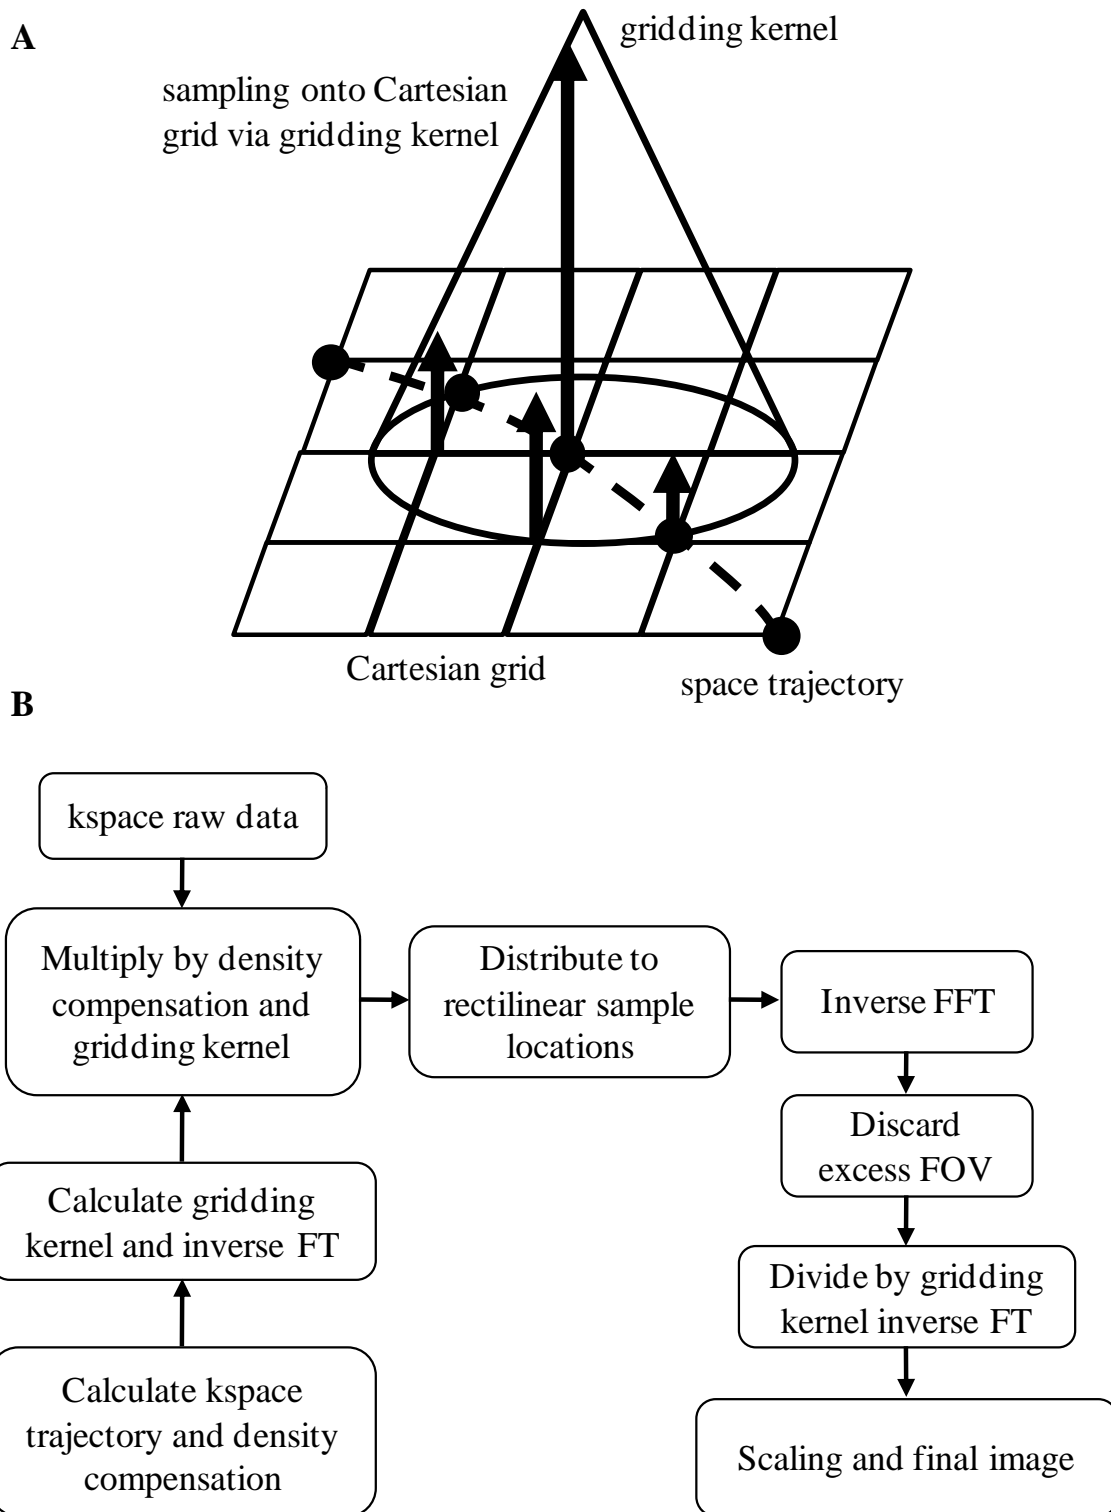 A
gridding kernel
sampling onto Cartesian
grid via gridding kernel
Cartesian grid
space trajectory
B
kspace raw data
Multiply by density
compensation and
gridding kernel
Distribute to
rectilinear sample
locations
Inverse FFT
Discard
excess FOV
Calculate gridding
kernel and inverse FT
Divide by gridding
kernel inverse FT
Calculate kspace
trajectory and density
compensation
Scaling and final image